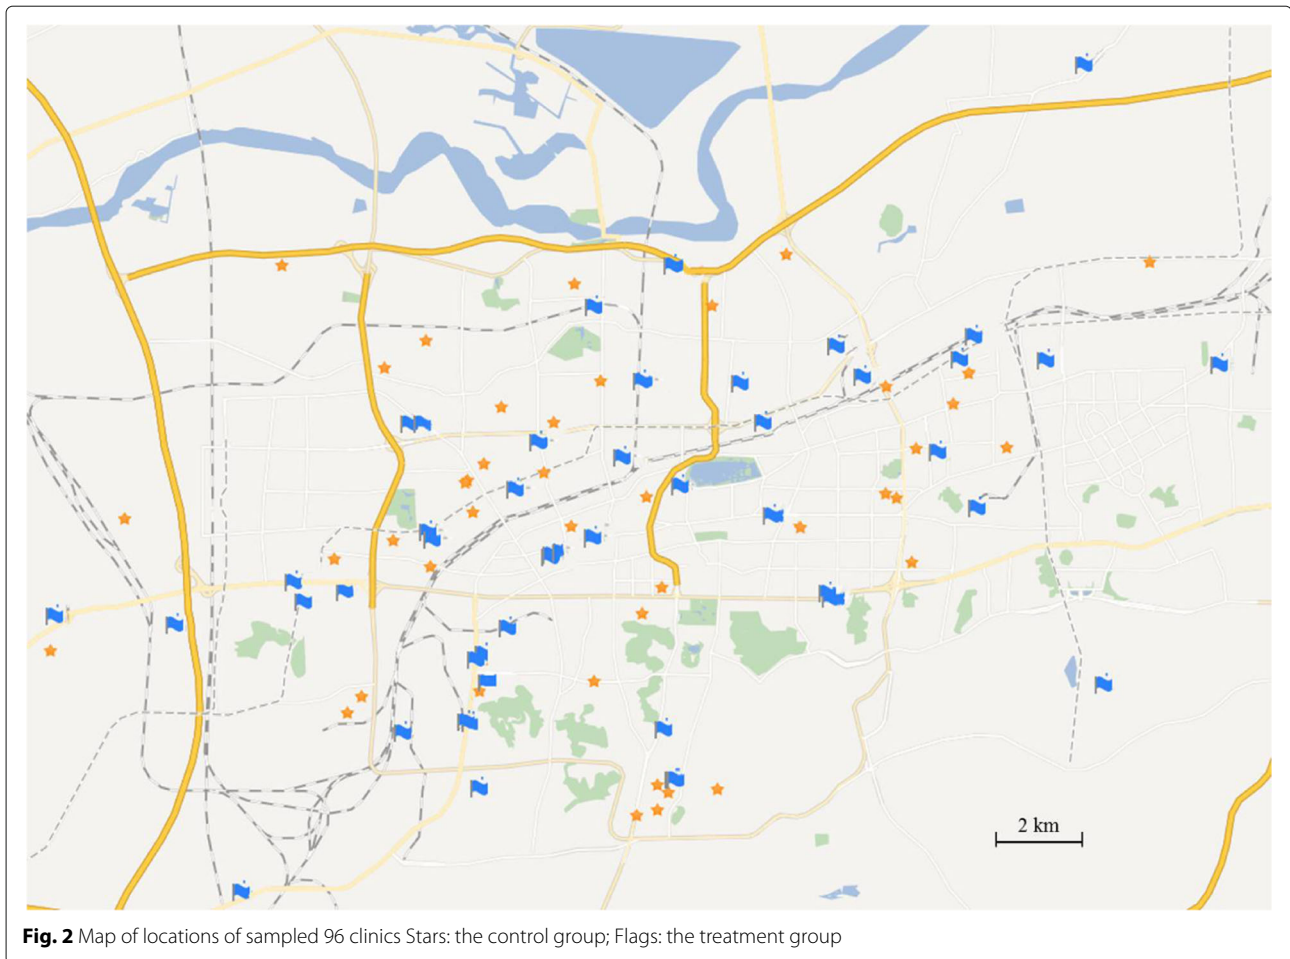 2 km
Fig. 2 Map of locations of sampled 96 clinics Stars: the control group; Flags: the treatment group